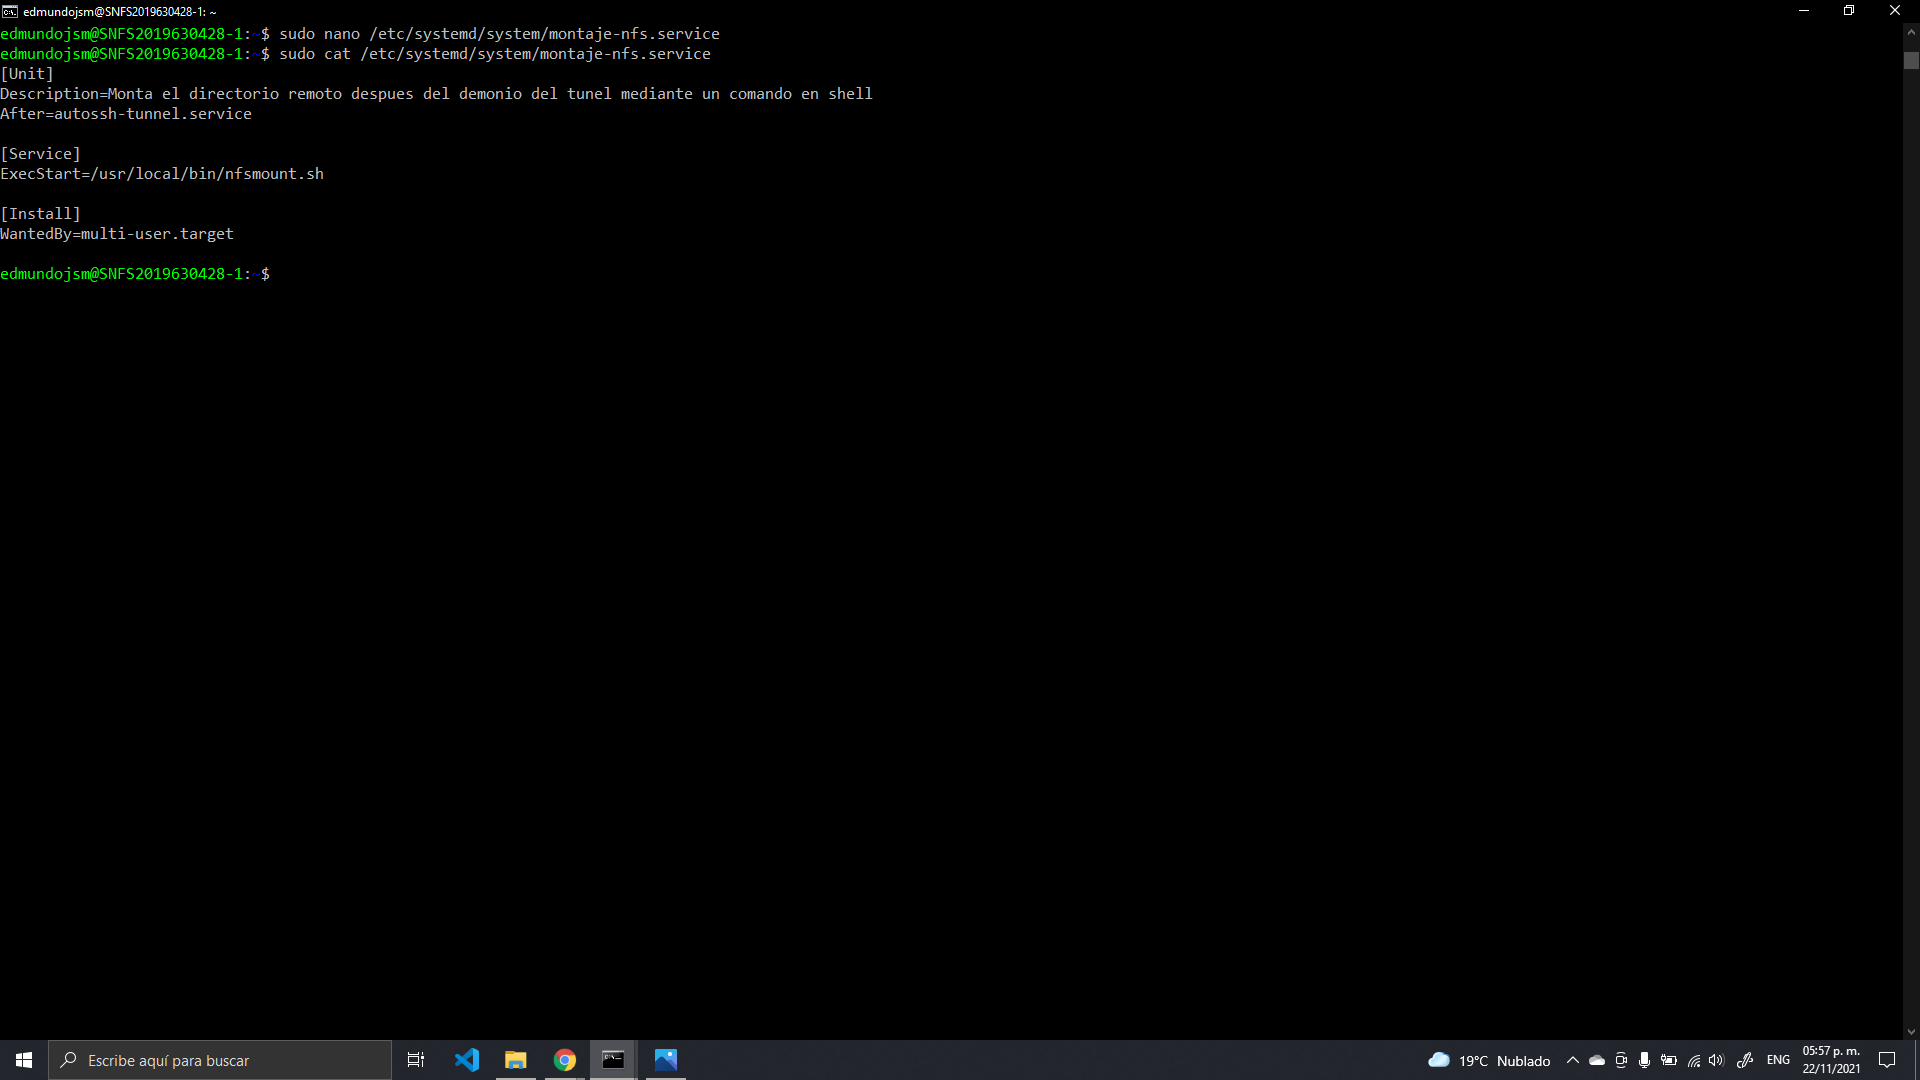 edmundojsm@SNFS2019630428-1: ~
edmundojsm@SNFS2019630428-1:~$ sudo nano /etc/systemd/system/montaje-nfs.service
edmundojsm@SNFS2019630428-1:~$ sudo cat /etc/systemd/system/montaje-nfs.service
[Unit]
Description=Monta el directorio remoto despues del demonio del tunel mediante un comando en shell
After=autossh-tunnel.service
[Service]
ExecStart=/usr/local/bin/nfsmount.sh
[Install]
WantedBy=multi-user.target
edmundojsm@SNFS2019630428-1:~$
Escribe aquí para buscar
19°C Nublado
ENG
05:57 p. m.
22/11/2021